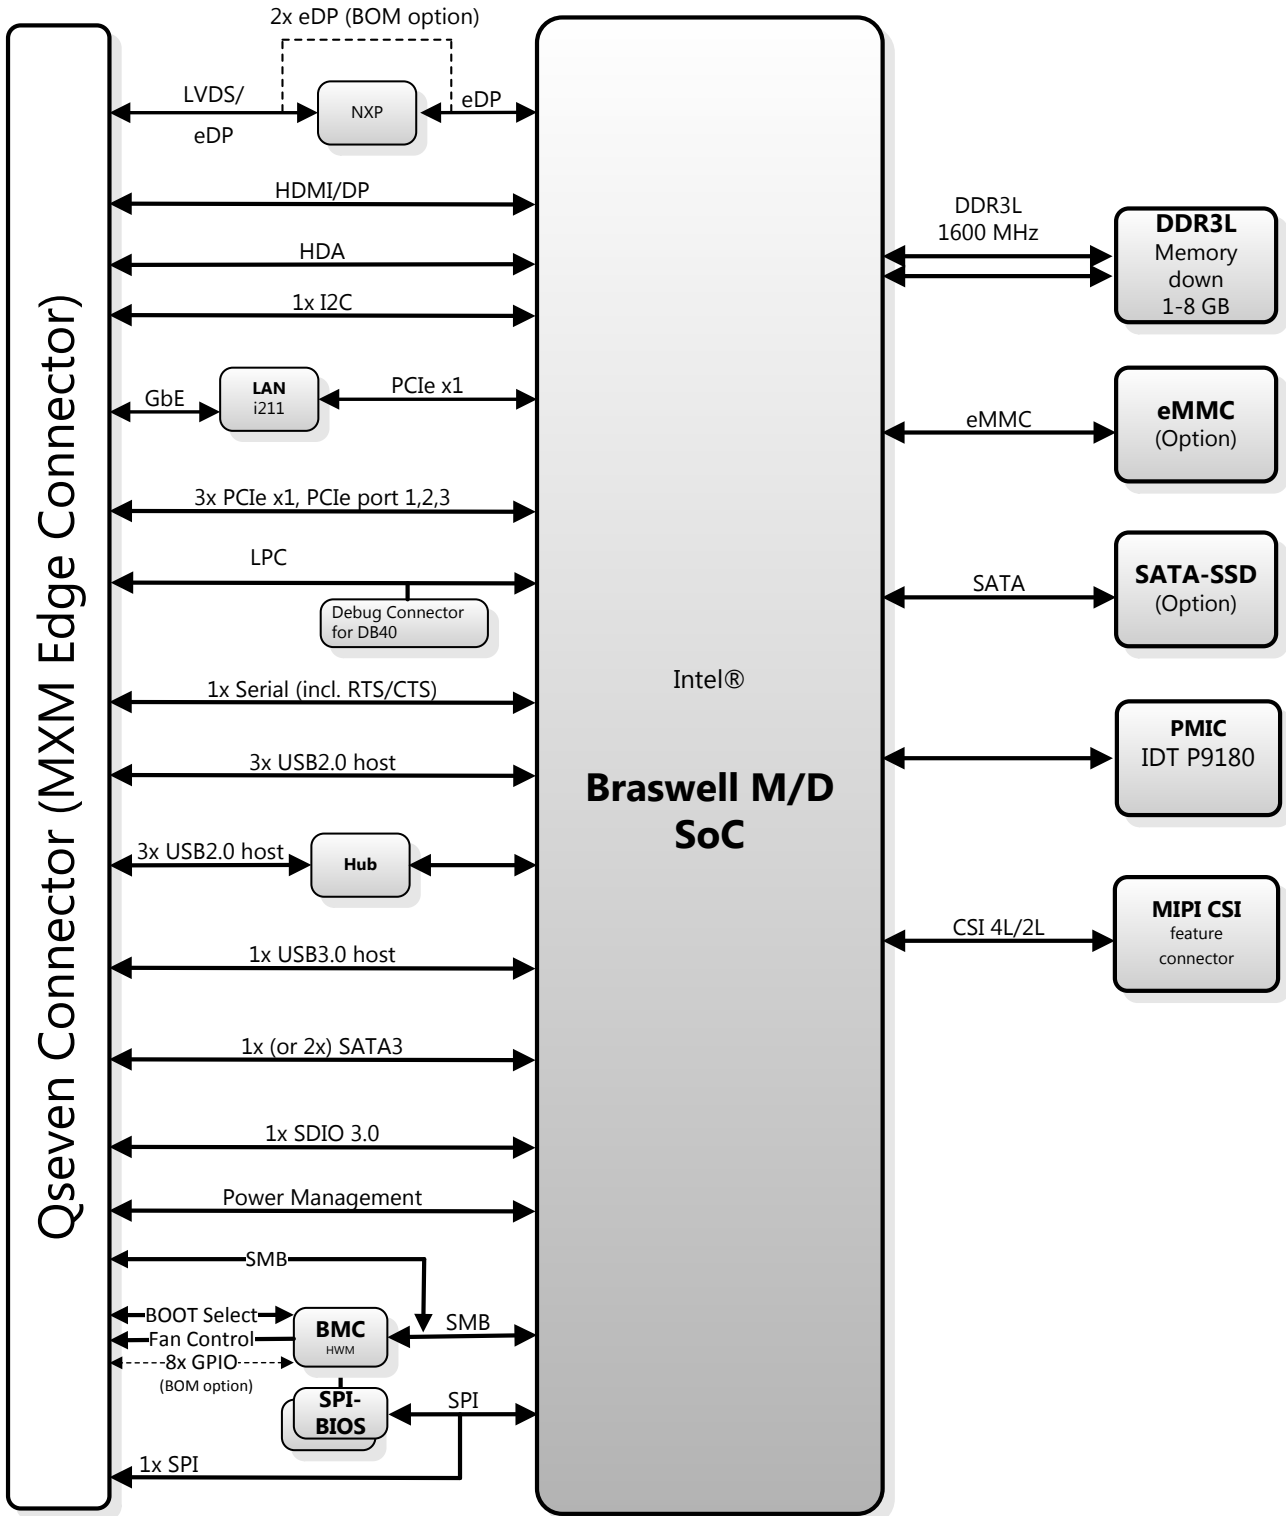 2x eDP (BOM option)
LVDS/
eDP
NXP
eDP
HDMI/DP
HDA
1x I2C
GbE
LAN
i211
PCIe x1
3x PCIe x1, PCIe port 1,2,3
LPC
Debug Connector
for DB40
1x Serial (incl. RTS/CTS)
3x USB2.0 host
3x USB2.0 host
Hub
1x USB3.0 host
1x (or 2x) SATA3
1x SDIO 3.0
Power Management
SMB
BOOT Select
Fan Control
8x GPIO
(BOM option)
BMC
HWM
SMB
SPI-
BIOS
SPI
1x SPI
Qseven Connector (MXM Edge Connector)
Intel®
Braswell M/D
SoC
DDR3L
1600 MHz
DDR3L
Memory
down
1-8 GB
eMMC
eMMC
(Option)
SATA
SATA-SSD
(Option)
PMIC
IDT P9180
CSI 4L/2L
MIPI CSI
feature
connector